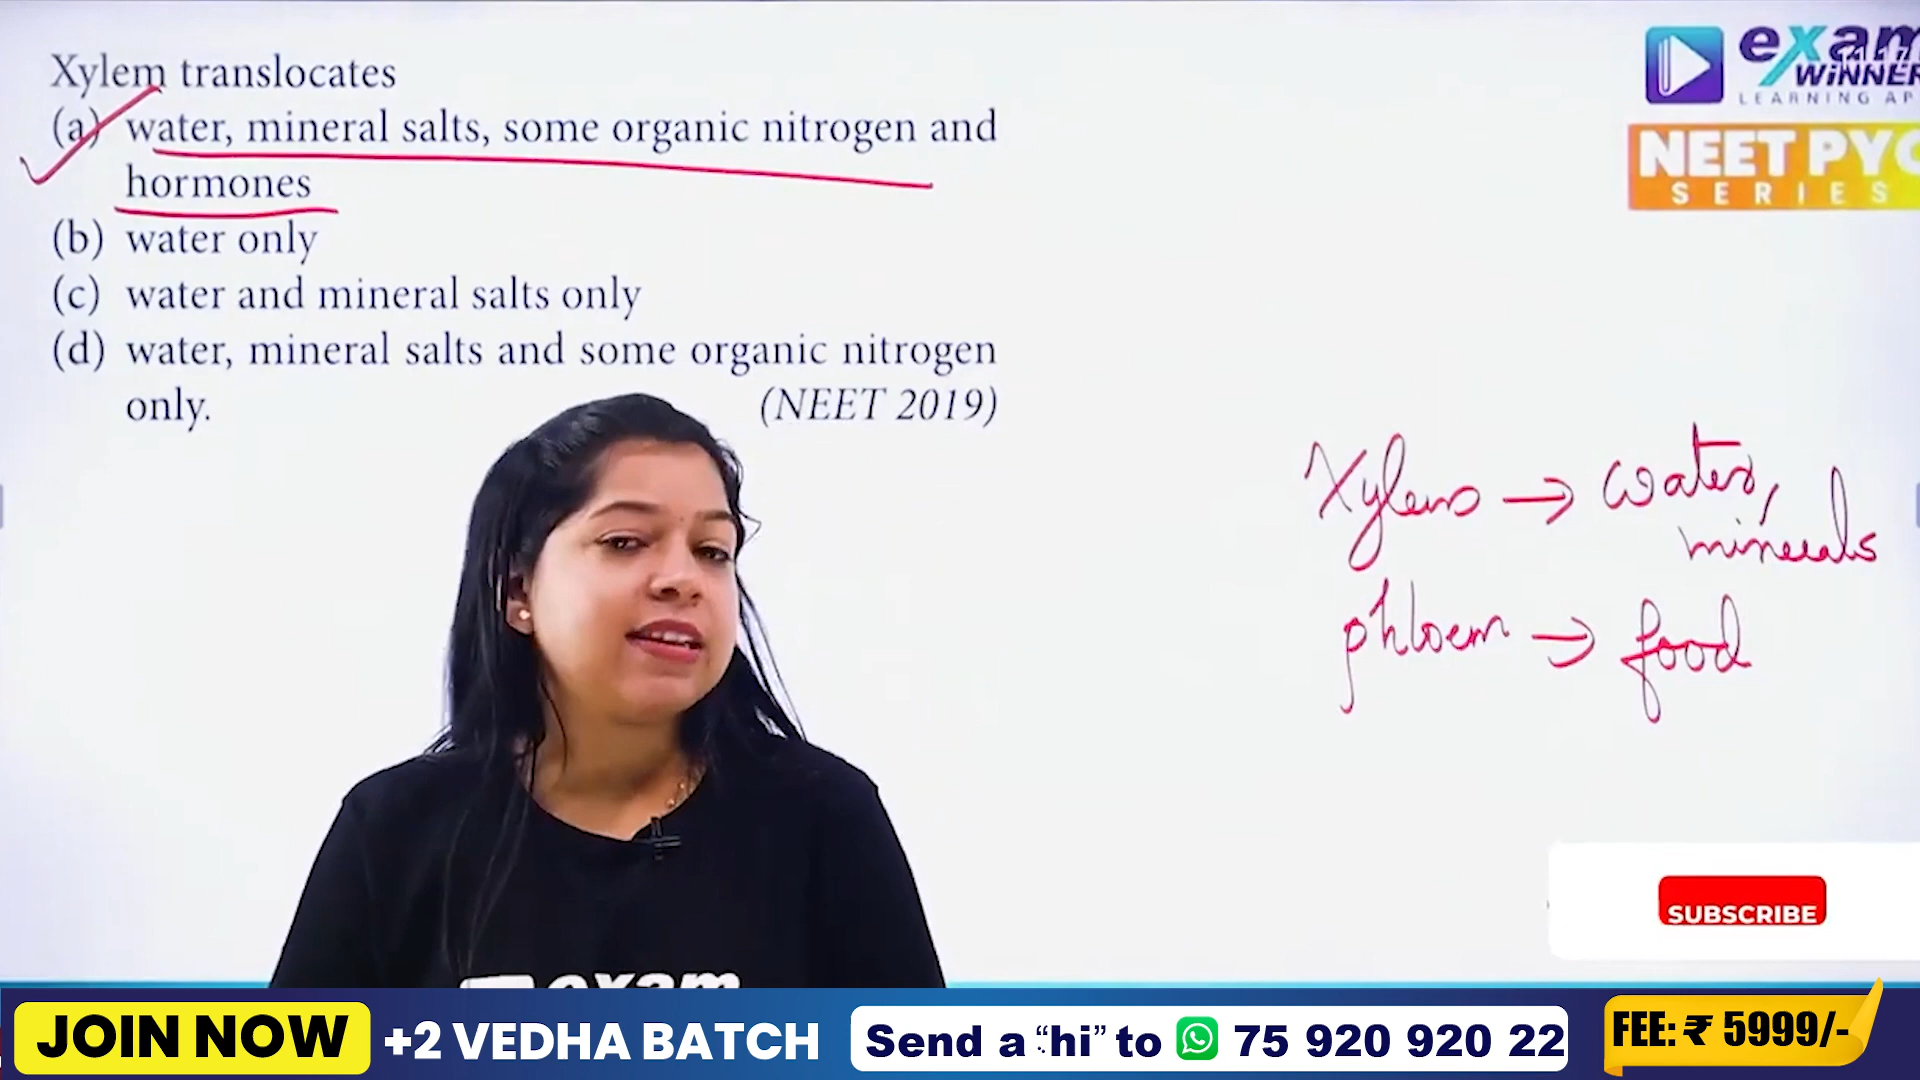 Xylem translocates
(a) water, mineral salts, some organic nitrogen and
hormones
(b) water only
(c) water and mineral salts only
(d) water, mineral salts and some organic nitrogen
only. (NEET 2019)
exam
WiNNER
LEARNING AP
NEET PYC
SERIES
Xylem → water,
minerals
phloem → food
SUBSCRIBE
exam
JOIN NOW +2 VEDHA BATCH Send a “hi” to 75 920 920 22 FEE: ₹ 5999/-